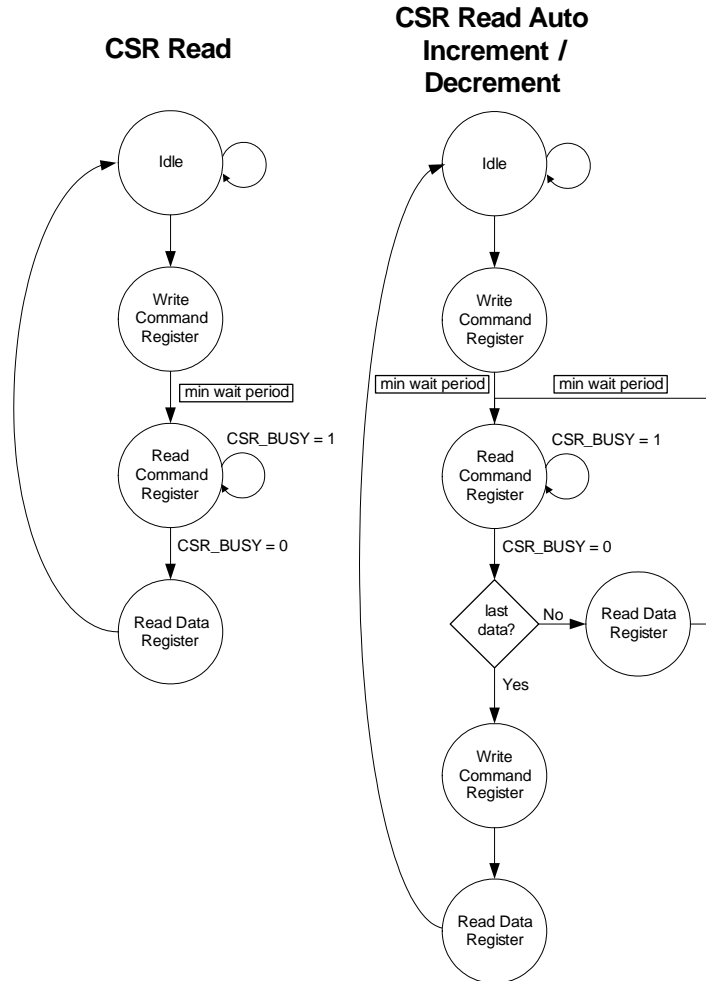 CSR Read
Idle
Write
Command
Register
min wait period
CSR_BUSY = 1
Read
Command
Register
CSR_BUSY = 0
Read Data
Register
CSR Read Auto
Increment /
Decrement
Idle
Write
Command
Register
min wait period
min wait period
CSR_BUSY = 1
Read
Command
Register
CSR_BUSY = 0
last
data?
No
Read Data
Register
Yes
Write
Command
Register
Read Data
Register